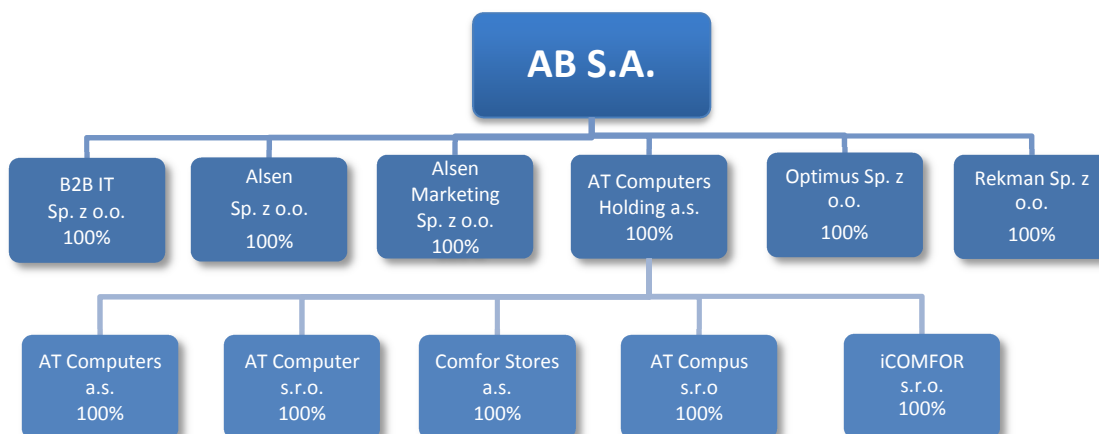 AB S.A.
B2B IT
Sp. z o.o.
100%
Alsen
Sp. z o.o.
100%
Alsen
Marketing
Sp. z o.o.
100%
AT Computers
Holding a.s.
100%
Optimus Sp. z
o.o.
100%
Rekman Sp. z
o.o.
100%
AT Computers
a.s.
100%
AT Computer
s.r.o.
100%
Comfor Stores
a.s.
100%
AT Compus
s.r.o
100%
iCOMFOR
s.r.o.
100%